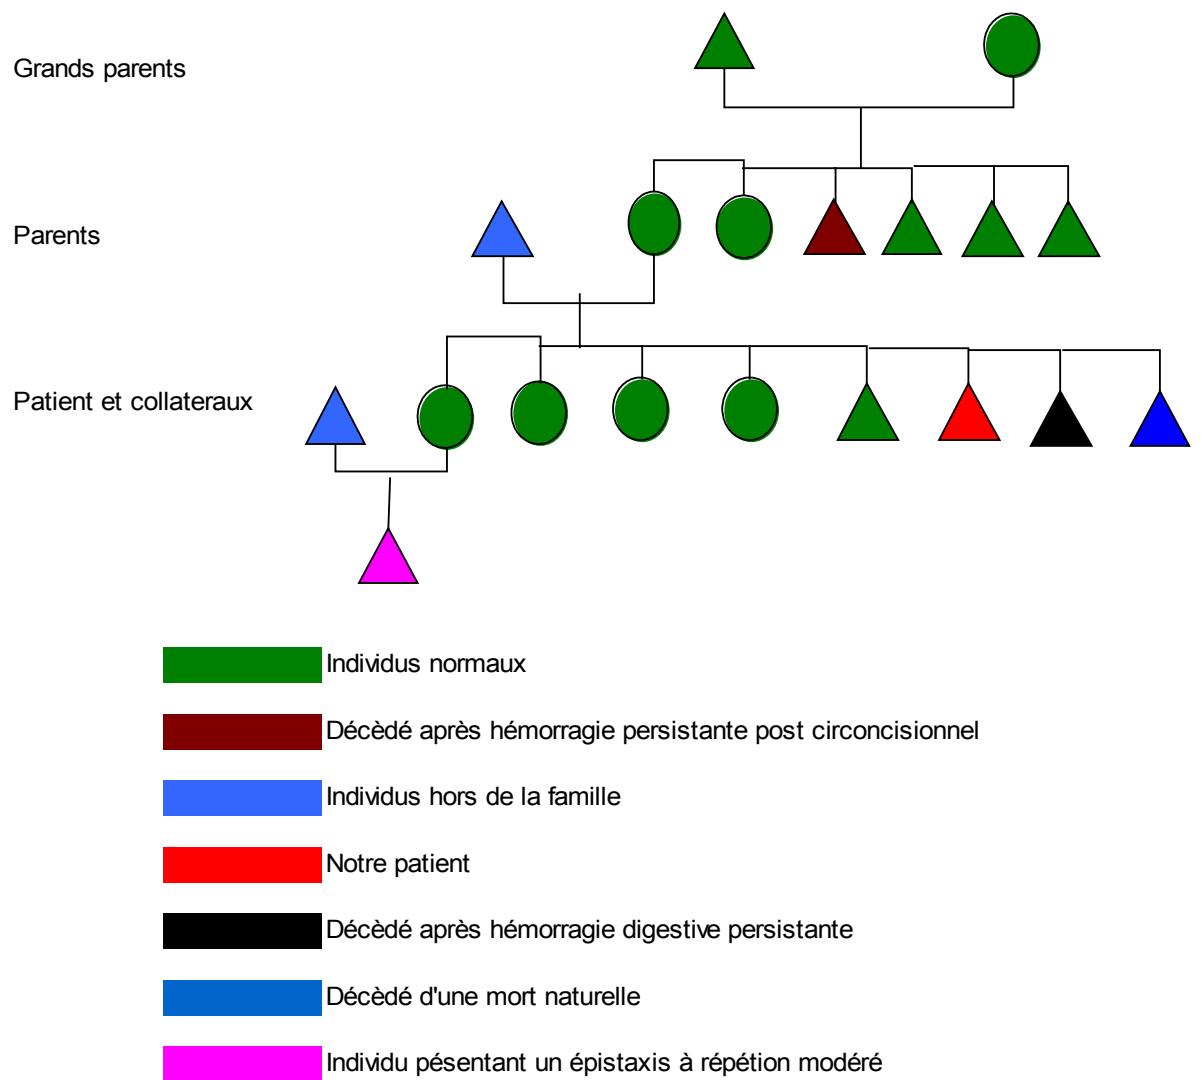 Grands parents
Parents
Patient et collateraux
Individus normaux
Décèdé après hémorragie persistante post circoncisionnel
Individus hors de la famille
Notre patient
Décèdé après hémorragie digestive persistante
Décèdé d'une mort naturelle
Individu pésentant un épistaxis à répétion modéré